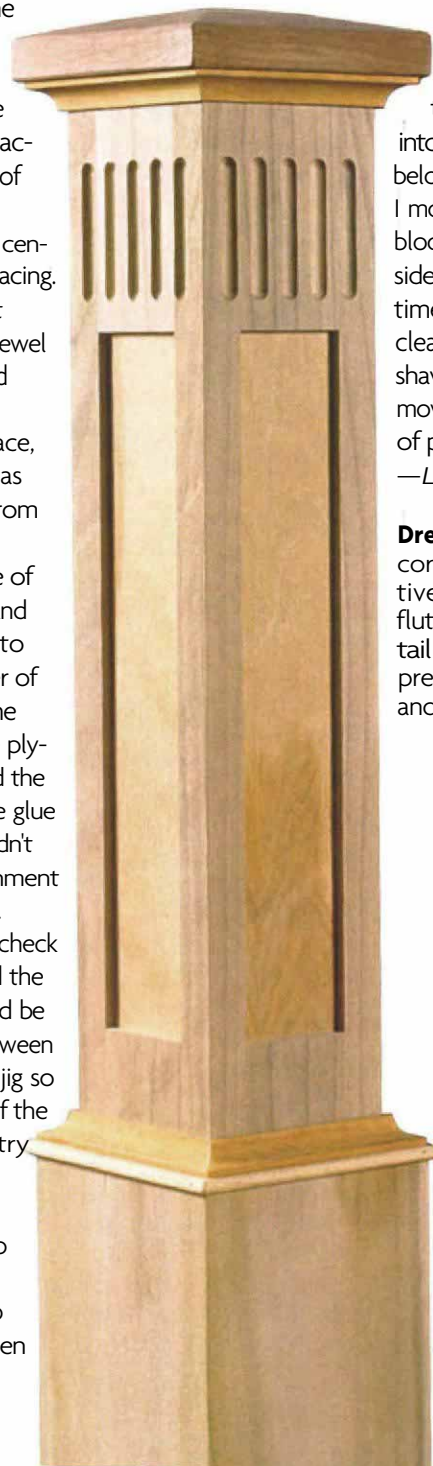 e
ac-
of
cen-
acing.
ewel
d
ace,
as
rom
e of
nd
to
r of
ne
ply-
d the
e glue
dn't
nment
check
d the
d be
ween
jig so
f the
try
o
o
en
into
belo
I mo
bloc
side
time
clea
shav
mov
of p
—L
Dre
cor
tive
flut
tail
pre
anc